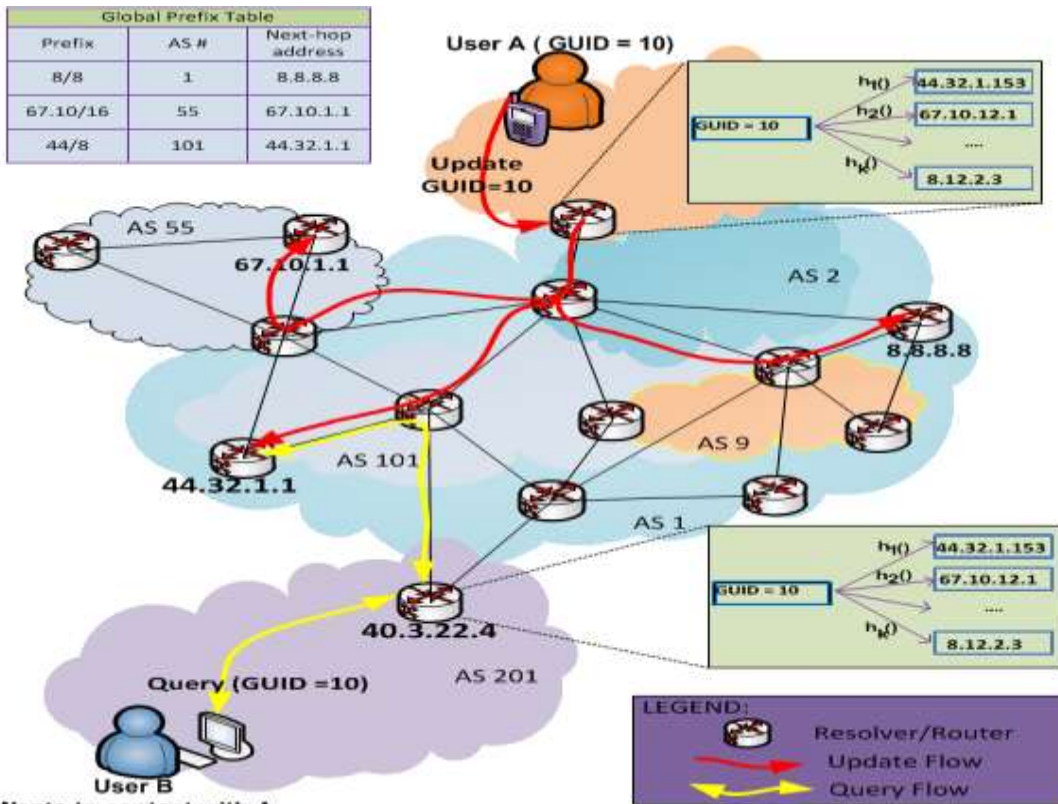 Global Prefix Table
Prefix AS # Next-hop address
8/8 1 8.8.8.8
67.10/16 55 67.10.1.1
44/8 101 44.32.1.1
User A ( GUID = 10)
Update
GUID=10
GUID = 10
h1()
44.32.1.153
h2()
67.10.12.1
....
hk()
8.12.2.3
AS 55
67.10.1.1
AS 2
8.8.8.8
AS 9
AS 101
44.32.1.1
AS 1
40.3.22.4
AS 201
GUID = 10
h1()
44.32.1.153
h2()
67.10.12.1
....
hk()
8.12.2.3
Query (GUID =10)
User B
LEGEND:
Resolver/Router
Update Flow
Query Flow